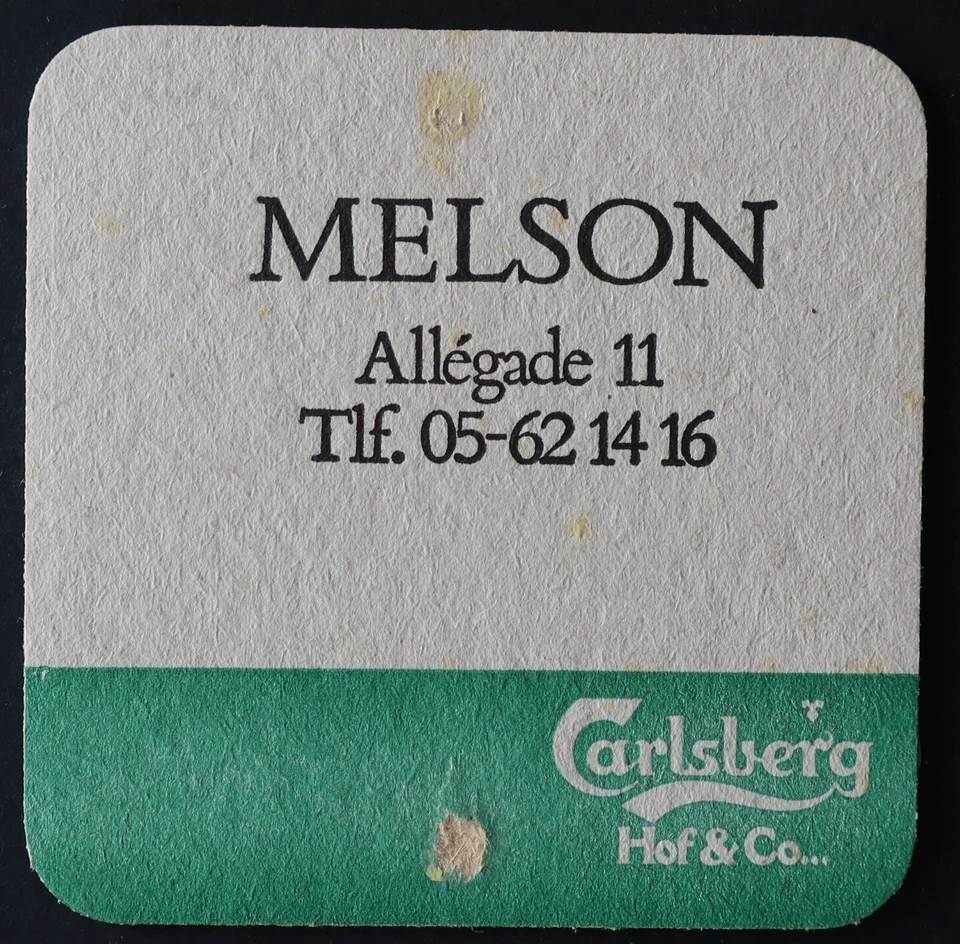 MELSON
Allégade 11
Tlf. 05-62 14 16
Carlsberg
Hof & Co...